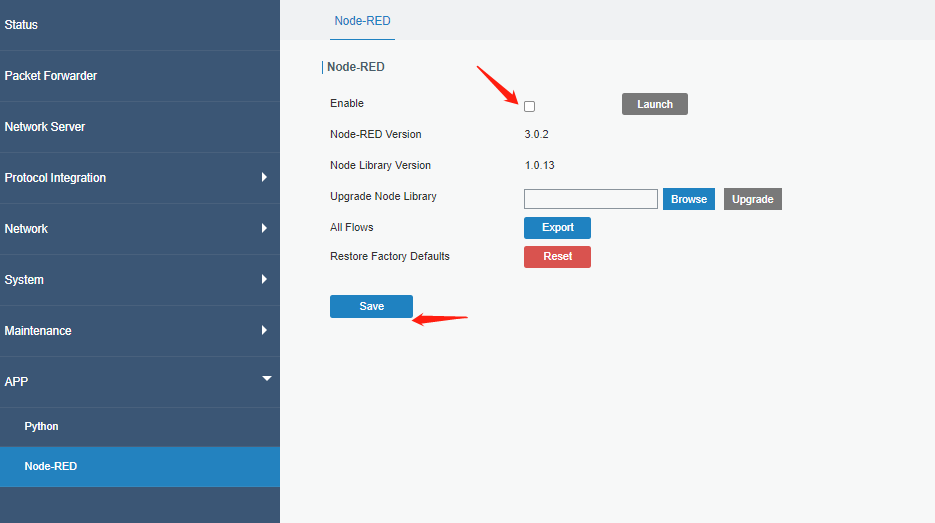 Status
Packet Forwarder
Network Server
Protocol Integration
Network
System
Maintenance
APP
Python
Node-RED
Node-RED
Node-RED
Enable
Launch
Node-RED Version 3.0.2
Node Library Version 1.0.13
Upgrade Node Library Browse Upgrade
All Flows Export
Restore Factory Defaults Reset
Save